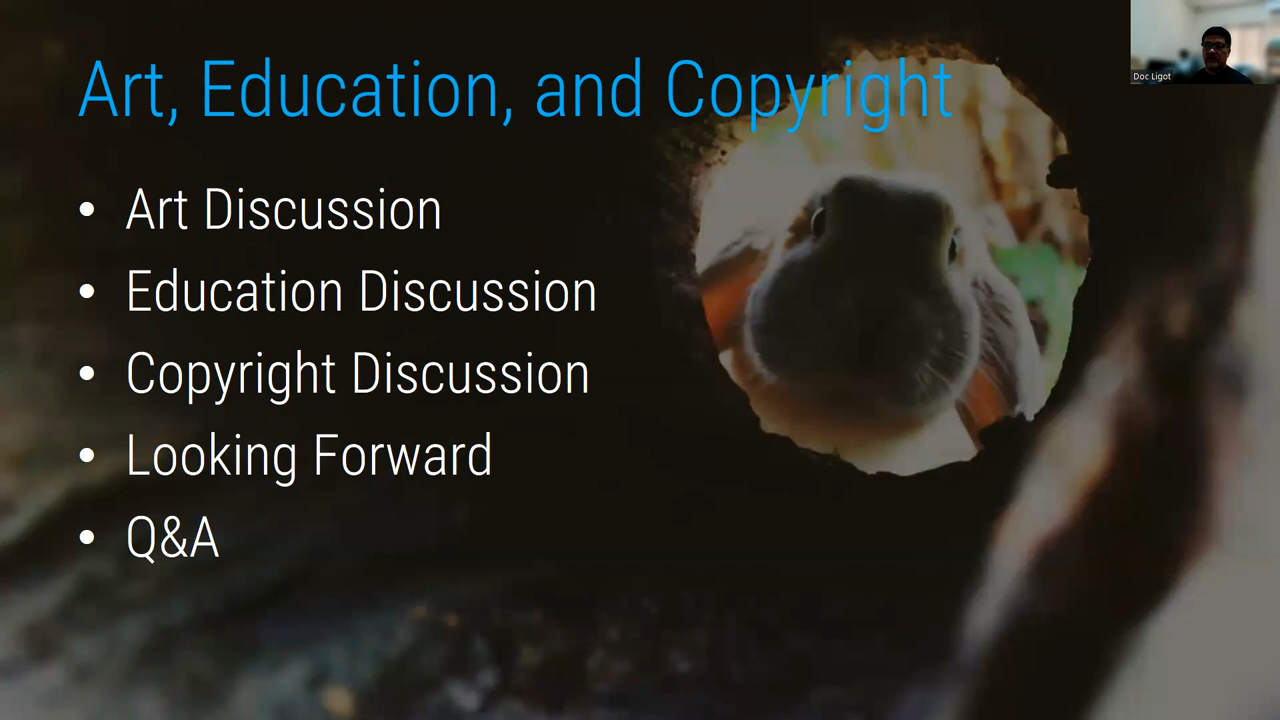 Art, Education, and Copyright
Doc Ligot
• Art Discussion
• Education Discussion
• Copyright Discussion
• Looking Forward
• Q&A